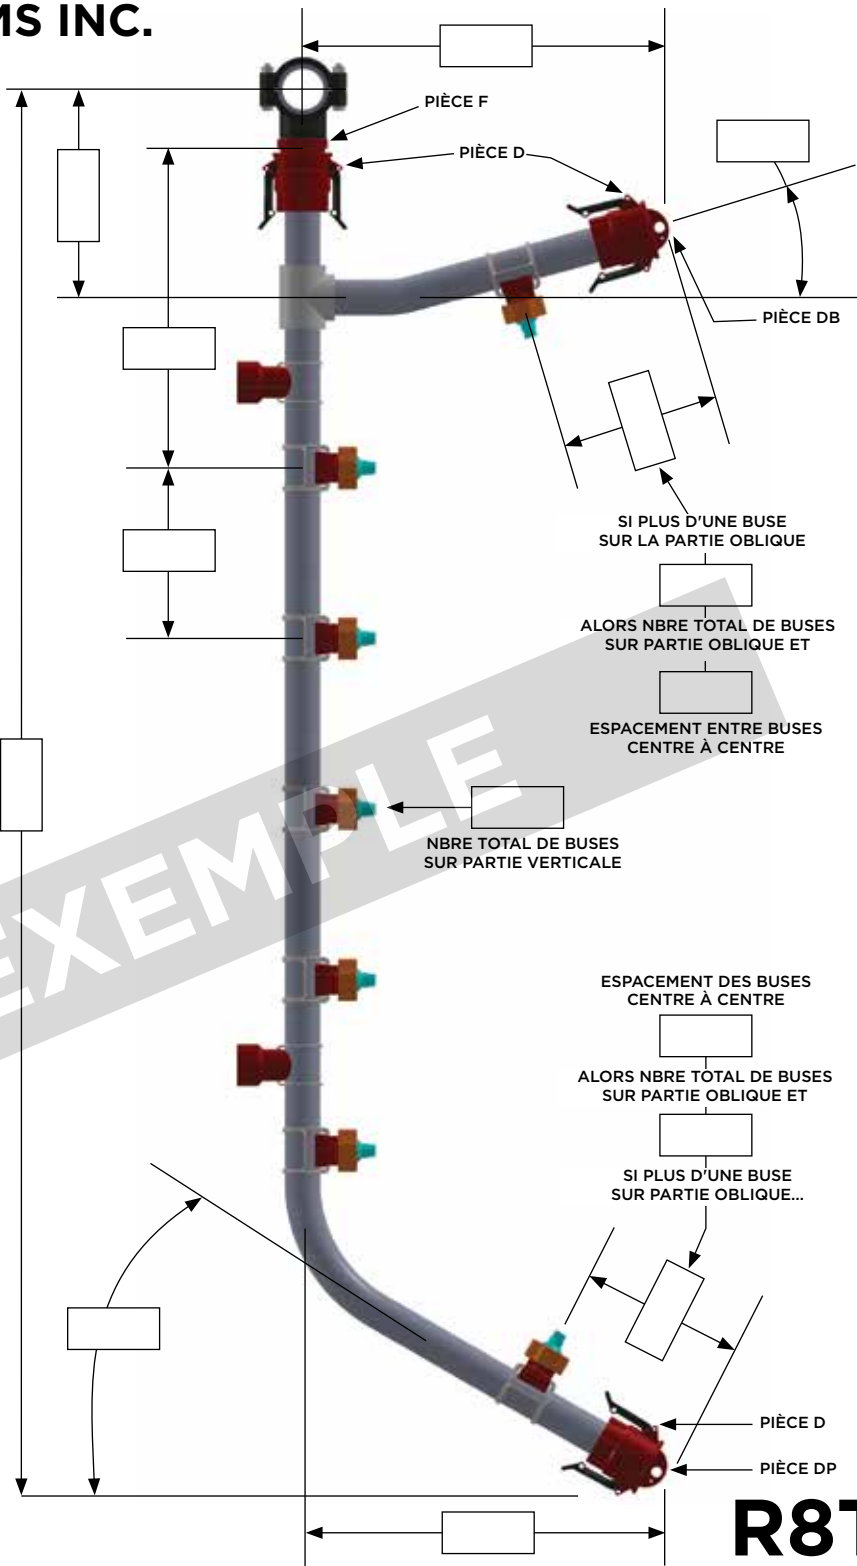 MS INC.
PIÈCE F
PIÈCE D
PIÈCE DB
SI PLUS D'UNE BUSE
SUR LA PARTIE OBLIQUE
ALORS NBRE TOTAL DE BUSES
SUR PARTIE OBLIQUE ET
ESPACEMENT ENTRE BUSES
CENTRE À CENTRE
NBRE TOTAL DE BUSES
SUR PARTIE VERTICALE
EXEMPLE
ESPACEMENT DES BUSES
CENTRE À CENTRE
ALORS NBRE TOTAL DE BUSES
SUR PARTIE OBLIQUE ET
SI PLUS D'UNE BUSE
SUR PARTIE OBLIQUE...
PIÈCE D
PIÈCE DP
R8T